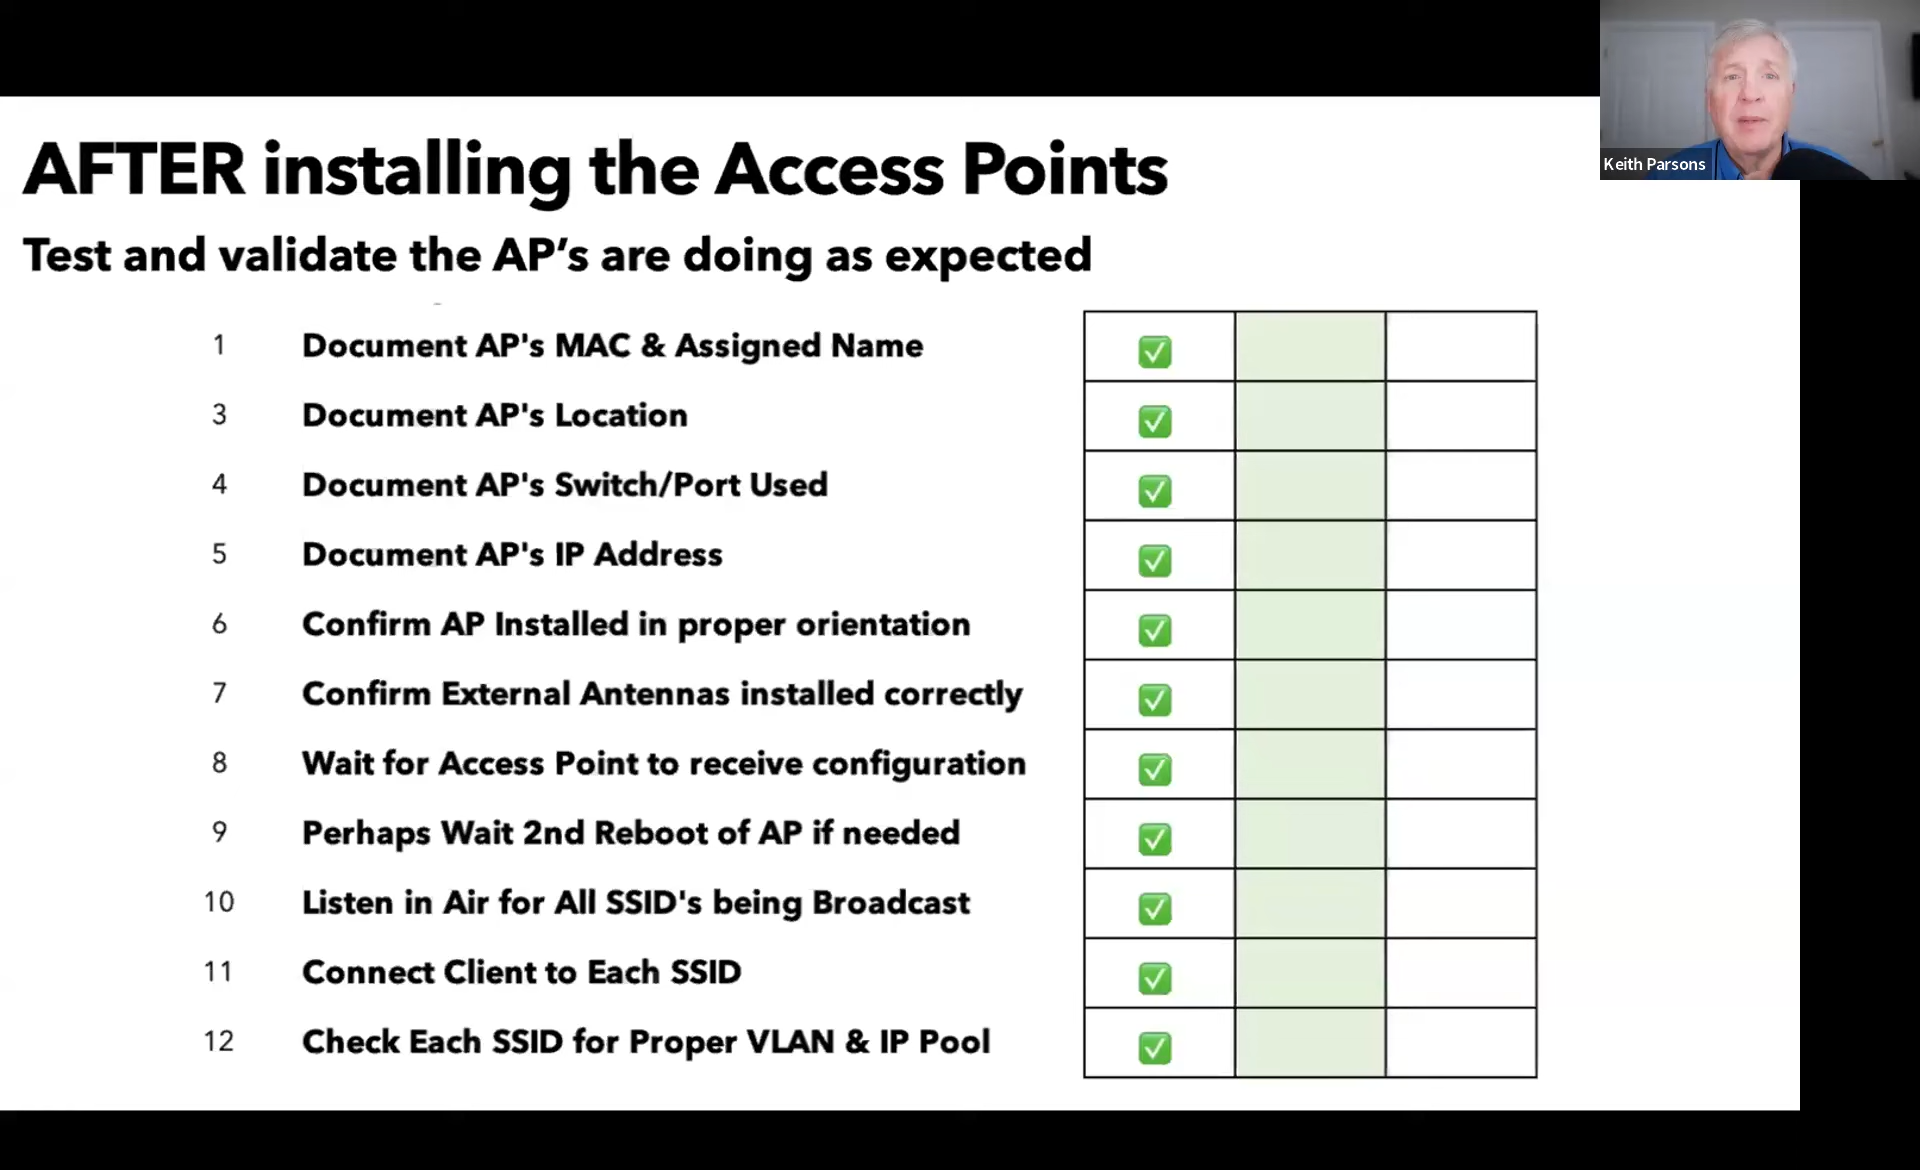 Keith Parsons
AFTER installing the Access Points
Test and validate the AP’s are doing as expected
1 Document AP's MAC & Assigned Name
3 Document AP's Location
4 Document AP's Switch/Port Used
5 Document AP's IP Address
6 Confirm AP Installed in proper orientation
7 Confirm External Antennas installed correctly
8 Wait for Access Point to receive configuration
9 Perhaps Wait 2nd Reboot of AP if needed
10 Listen in Air for All SSID's being Broadcast
11 Connect Client to Each SSID
12 Check Each SSID for Proper VLAN & IP Pool